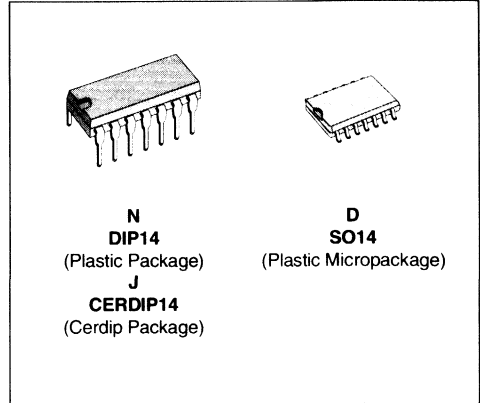 N
DIP14
(Plastic Package)
J
CERDIP14
(Cerdip Package)
D
SO14
(Plastic Micropackage)